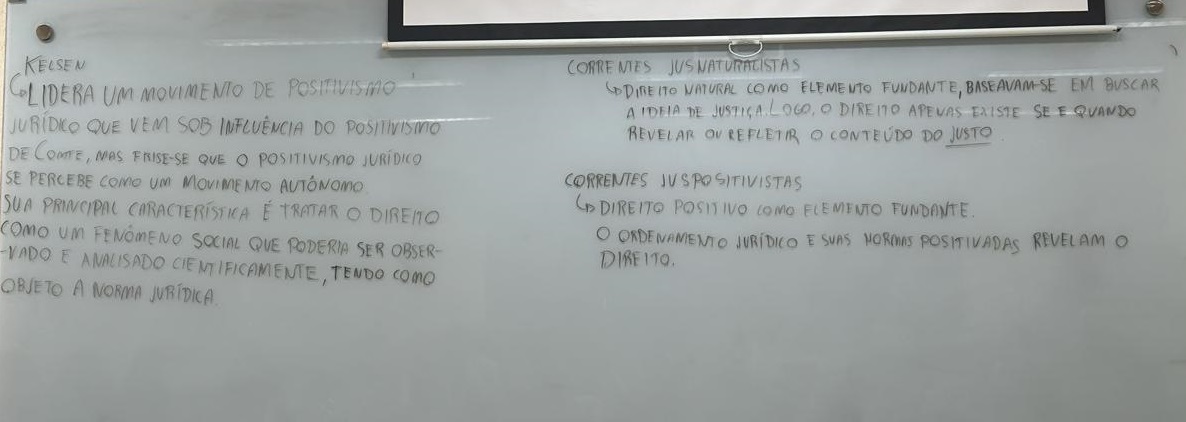 KELSEN
↳ LIDERA UM MOVIMENTO DE POSITIVISMO
JURÍDICO QUE VEM SOB INFLUÊNCIA DO POSITIVISMO
DE COMTE, MAS FRISE-SE QUE O POSITIVISMO JURÍDICO
SE PERCEBE COMO UM MOVIMENTO AUTÔNOMO.
SUA PRINCIPAL CARACTERÍSTICA É TRATAR O DIREITO
COMO UM FENÔMENO SOCIAL QUE PODERIA SER OBSER-
-VADO E ANALISADO CIENTIFICAMENTE, TENDO COMO
OBJETO A NORMA JURÍDICA.
CORRENTES JUSNATURALISTAS
↳ DIREITO NATURAL COMO ELEMENTO FUNDANTE, BASEAVAM-SE EM BUSCAR
A IDEIA DE JUSTIÇA. LOGO, O DIREITO APENAS EXISTE SE E QUANDO
REVELAR OU REFLETIR O CONTEÚDO DO JUSTO.
CORRENTES JUSPOSITIVISTAS
↳ DIREITO POSITIVO COMO ELEMENTO FUNDANTE.
O ORDENAMENTO JURÍDICO E SUAS NORMAS POSITIVADAS REVELAM O
DIREITO.